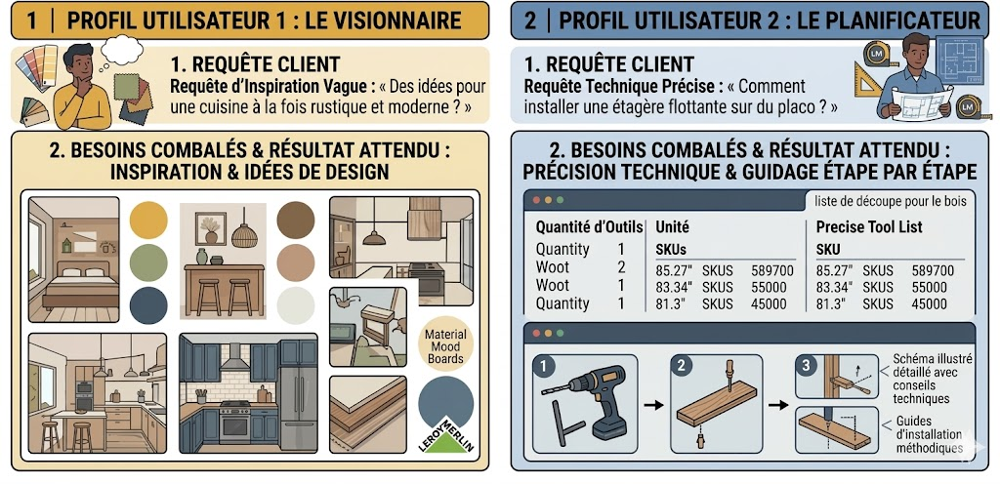 1 | PROFIL UTILISATEUR 1 : LE VISIONNAIRE
1. REQUÊTE CLIENT
Requête d'Inspiration Vague : « Des idées pour
une cuisine à la fois rustique et moderne ? »
2. BESOINS COMBALÉS & RÉSULTAT ATTENDU :
INSPIRATION & IDÉES DE DESIGN
Material
Mood
Boards
LEROY MERLIN
2 | PROFIL UTILISATEUR 2 : LE PLANIFICATEUR
LM
LM
1. REQUÊTE CLIENT
Requête Technique Précise : « Comment
installer une étagère flottante sur du placo ? »
2. BESOINS COMBALÉS & RÉSULTAT ATTENDU :
PRÉCISION TECHNIQUE & GUIDAGE ÉTAPE PAR ÉTAPE
liste de découpe pour le bois
Quantité d'Outils Unité Precise Tool List
Quantity 1 SKUs SKU
Woot 2 85.27" SKUS 589700 85.27" SKUS 589700
Woot 1 83.34" SKUS 55000 83.34" SKUS 55000
Quantity 1 81.3" SKUS 45000 81.3" SKUS 45000
1 2 3
Schéma illustré
détaillé avec
conseils
techniques
Guides
d'installation
méthodiques